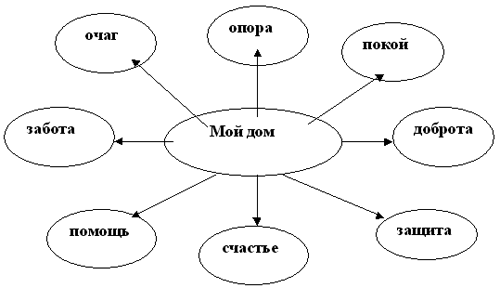 опора
очаг
покой
забота
Мой дом
доброта
помощь
защита
счастье